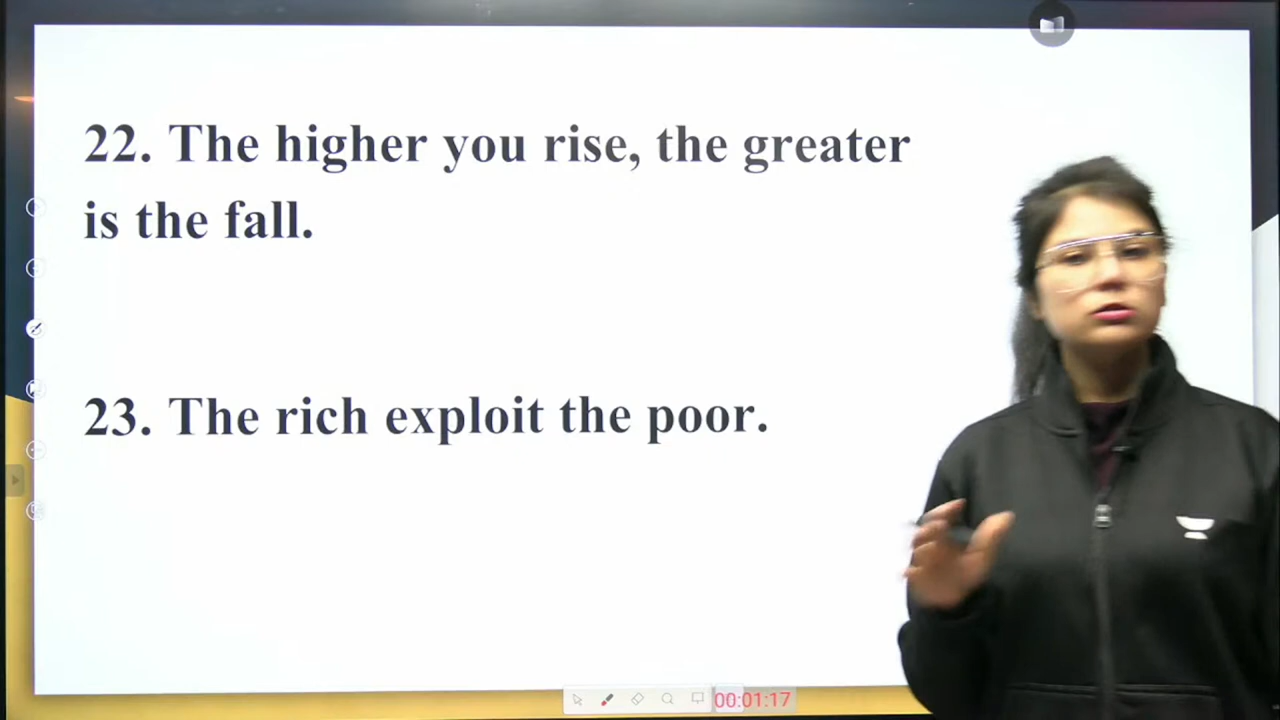 22. The higher you rise, the greater
is the fall.
23. The rich exploit the poor.
00:01:17